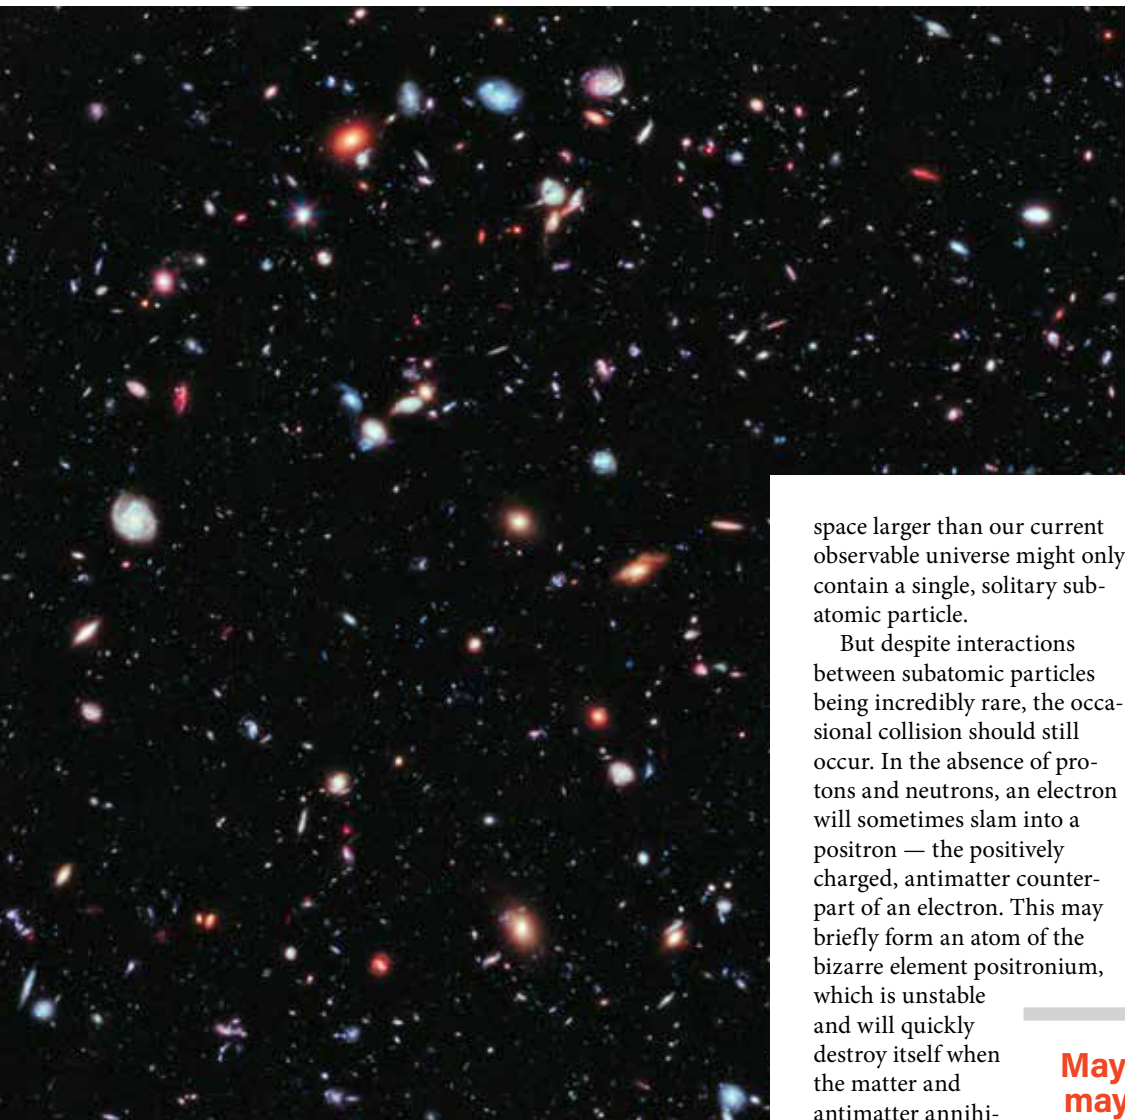 space larger than our current
observable universe might only
contain a single, solitary sub-
atomic particle.
But despite interactions
between subatomic particles
being incredibly rare, the occa-
sional collision should still
occur. In the absence of pro-
tons and neutrons, an electron
will sometimes slam into a
positron — the positively
charged, antimatter counter-
part of an electron. This may
briefly form an atom of the
bizarre element positronium,
which is unstable
and will quickly
destroy itself when
the matter and
antimatter annihi-
May
may